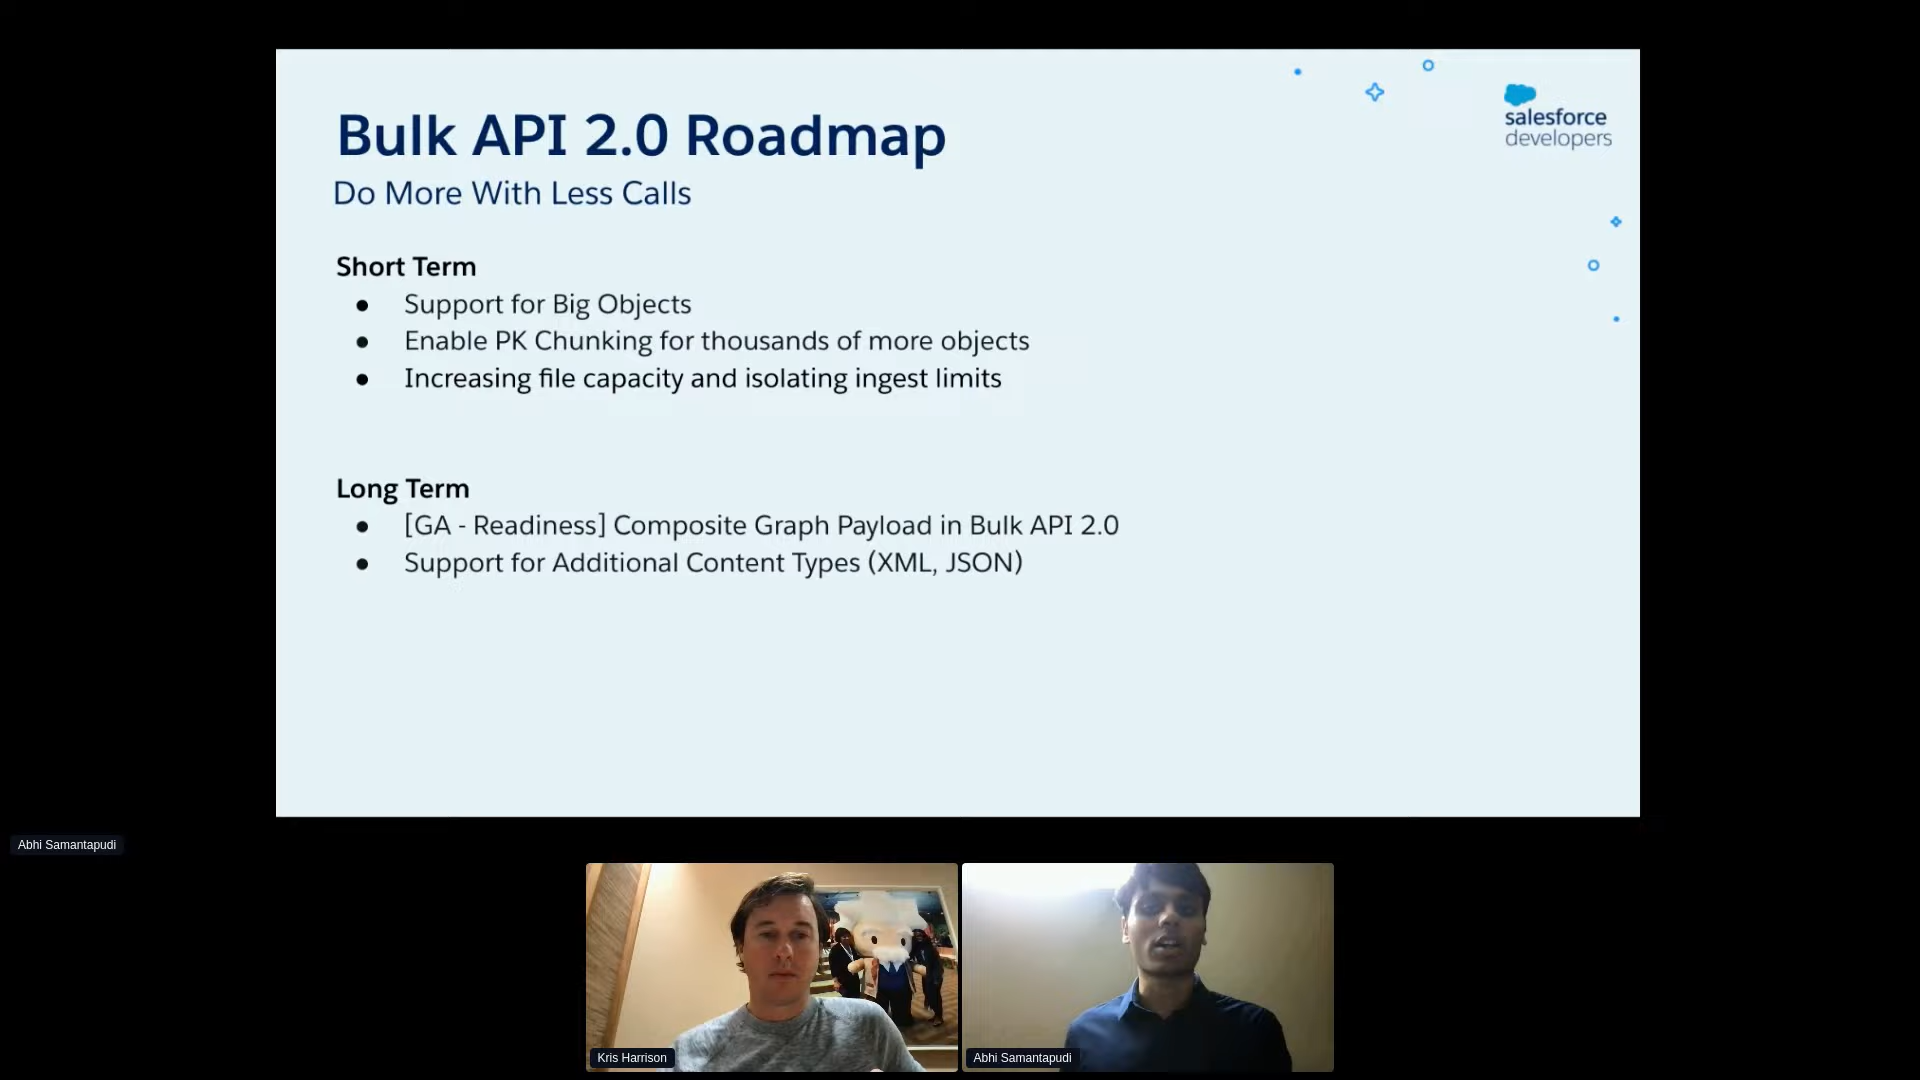 Bulk API 2.0 Roadmap
Do More With Less Calls
salesforce
developers
Short Term
● Support for Big Objects
● Enable PK Chunking for thousands of more objects
● Increasing file capacity and isolating ingest limits
Long Term
● [GA - Readiness] Composite Graph Payload in Bulk API 2.0
● Support for Additional Content Types (XML, JSON)
Abhi Samantapudi
Kris Harrison
Abhi Samantapudi